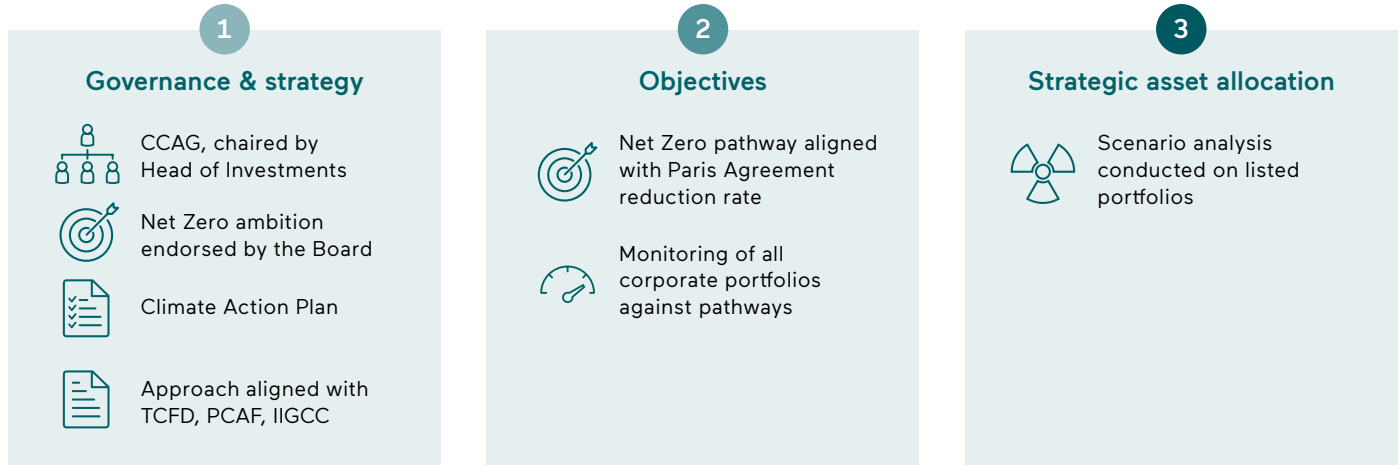 1
Governance & strategy
CCAG, chaired by
Head of Investments
Net Zero ambition
endorsed by the Board
Climate Action Plan
Approach aligned with
TCFD, PCAF, IIGCC
2
Objectives
Net Zero pathway aligned
with Paris Agreement
reduction rate
Monitoring of all
corporate portfolios
against pathways
3
Strategic asset allocation
Scenario analysis
conducted on listed
portfolios